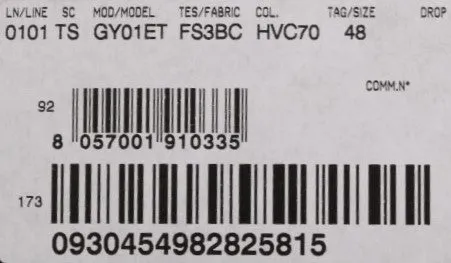 LN/LINE SC MOD/MODEL TES/FABRIC COL. TAG/SIZE DROP
0101 TS GY01ET FS3BC HVC70 48
COMM.N°
92
8 057001 910335
173
0930454982825815